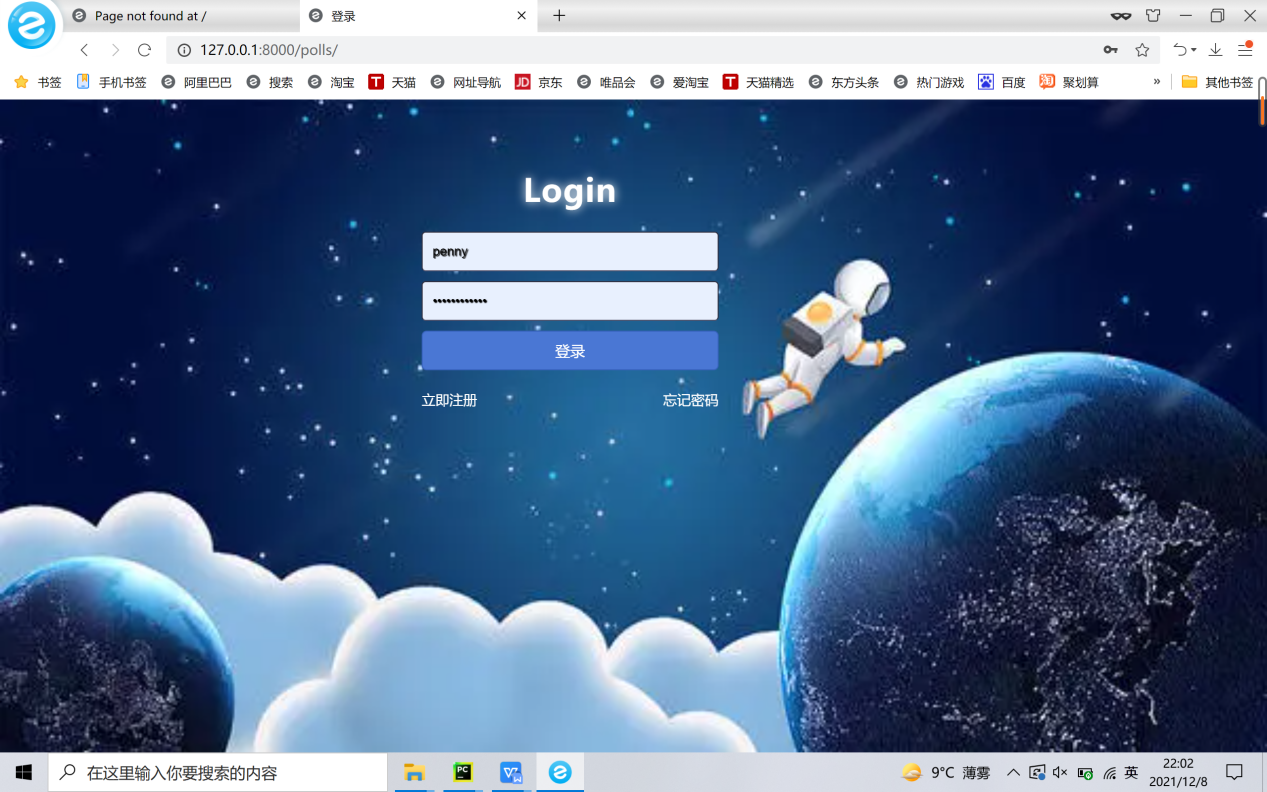 Page not found at /
登录
127.0.0.1:8000/polls/
书签 手机书签 阿里巴巴 搜索 淘宝 T 天猫 网址导航 JD 京东 唯品会 爱淘宝 T 天猫精选 东方头条 热门游戏 百度 淘 聚划算 » 其他书签
Login
penny
••••••••••••
登录
立即注册 忘记密码
在这里输入你要搜索的内容
PC
9°C 薄雾
英
22:02
2021/12/8